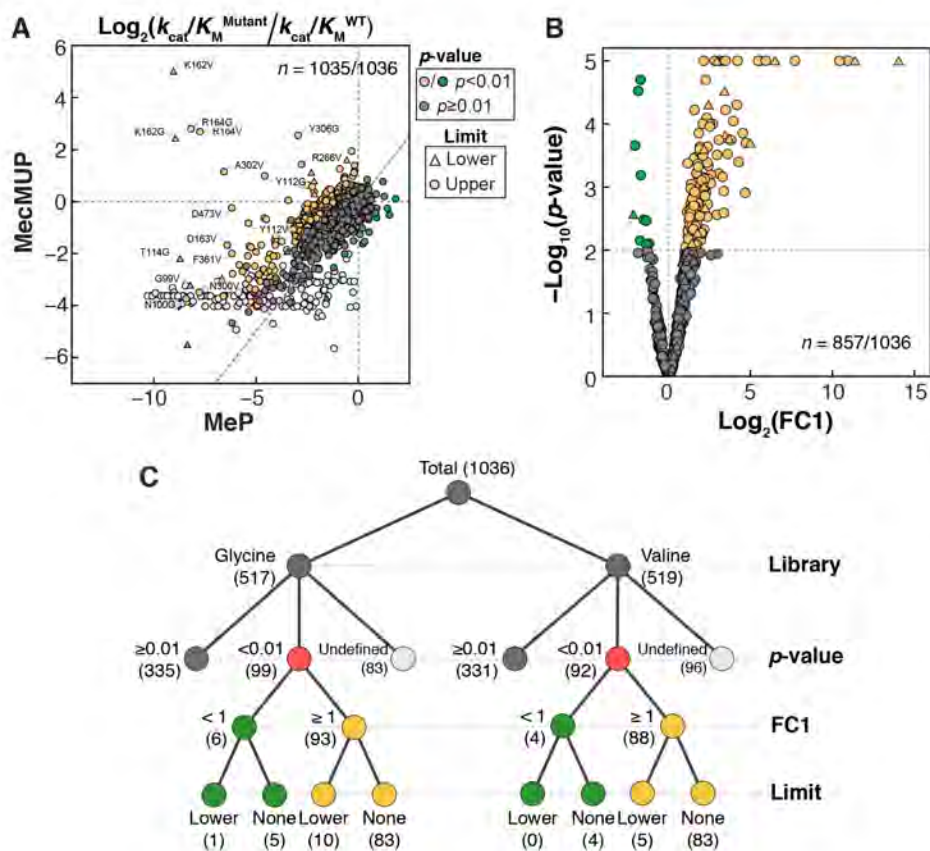 A
Log₂(kcat/KM^Mutant/kcat/KM^WT)
n = 1035/1036
MecMUP
6
4
2
0
−2
−4
−6
K162V
K162G
R164G
R164V
Y306G
R266V
A302V
Y112G
D473V
Y112V
D163V
T114G
F361V
G99V
N300V
N100G
−10
−5
0
MeP
p-value
/ p<0.01
p≥0.01
Limit
Lower
Upper
B
−Log₁₀(p-value)
5
4
3
2
1
0
n = 857/1036
0
5
10
15
Log₂(FC1)
C
Total (1036)
Glycine
(517)
Valine
(519)
Library
≥0.01
(335)
<0.01
(99)
Undefined
(83)
≥0.01
(331)
<0.01
(92)
Undefined
(96)
p-value
< 1
(6)
≥ 1
(93)
< 1
(4)
≥ 1
(88)
FC1
Limit
Lower
(1)
None
(5)
Lower
(10)
None
(83)
Lower
(0)
None
(4)
Lower
(5)
None
(83)